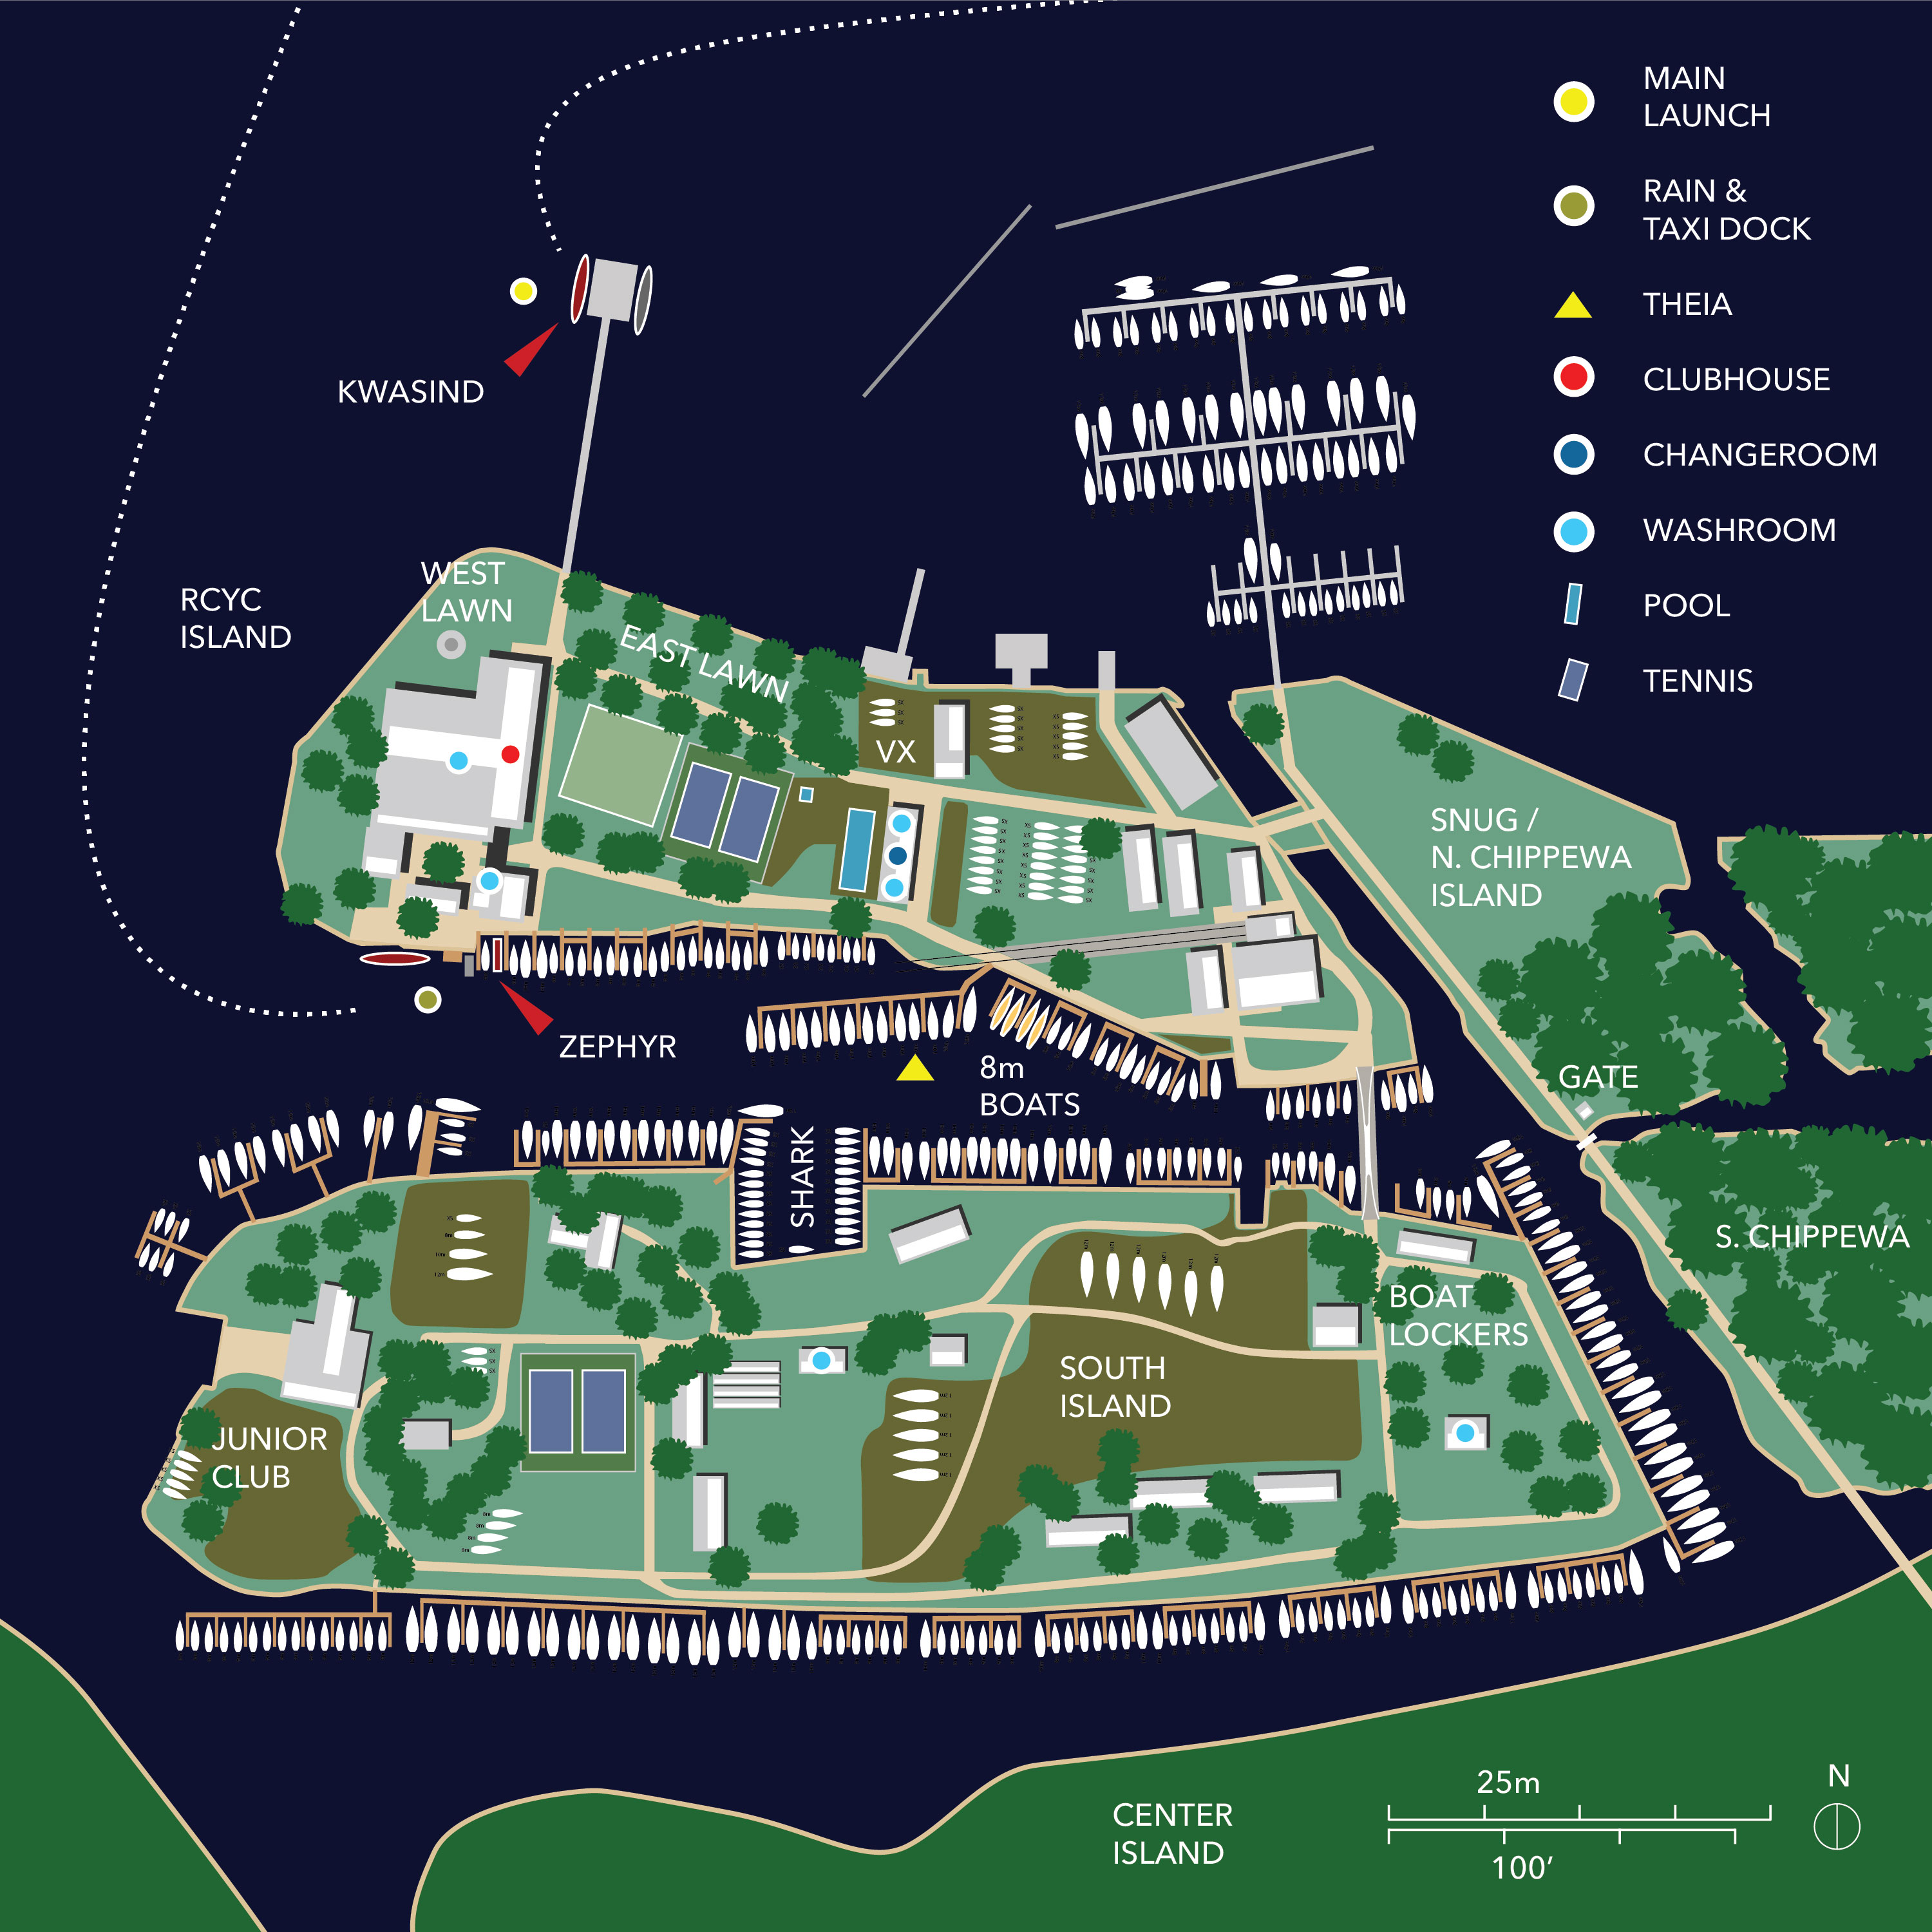 MAIN
LAUNCH
RAIN &
TAXI DOCK
THEIA
CLUBHOUSE
CHANGEROOM
WASHROOM
POOL
TENNIS
KWASIND
RCYC
ISLAND
WEST
LAWN
EAST LAWN
VX
SNUG /
N. CHIPPEWA
ISLAND
ZEPHYR
8m
BOATS
GATE
SHARK
S. CHIPPEWA
BOAT
LOCKERS
SOUTH
ISLAND
JUNIOR
CLUB
CENTER
ISLAND
25m
100’
N